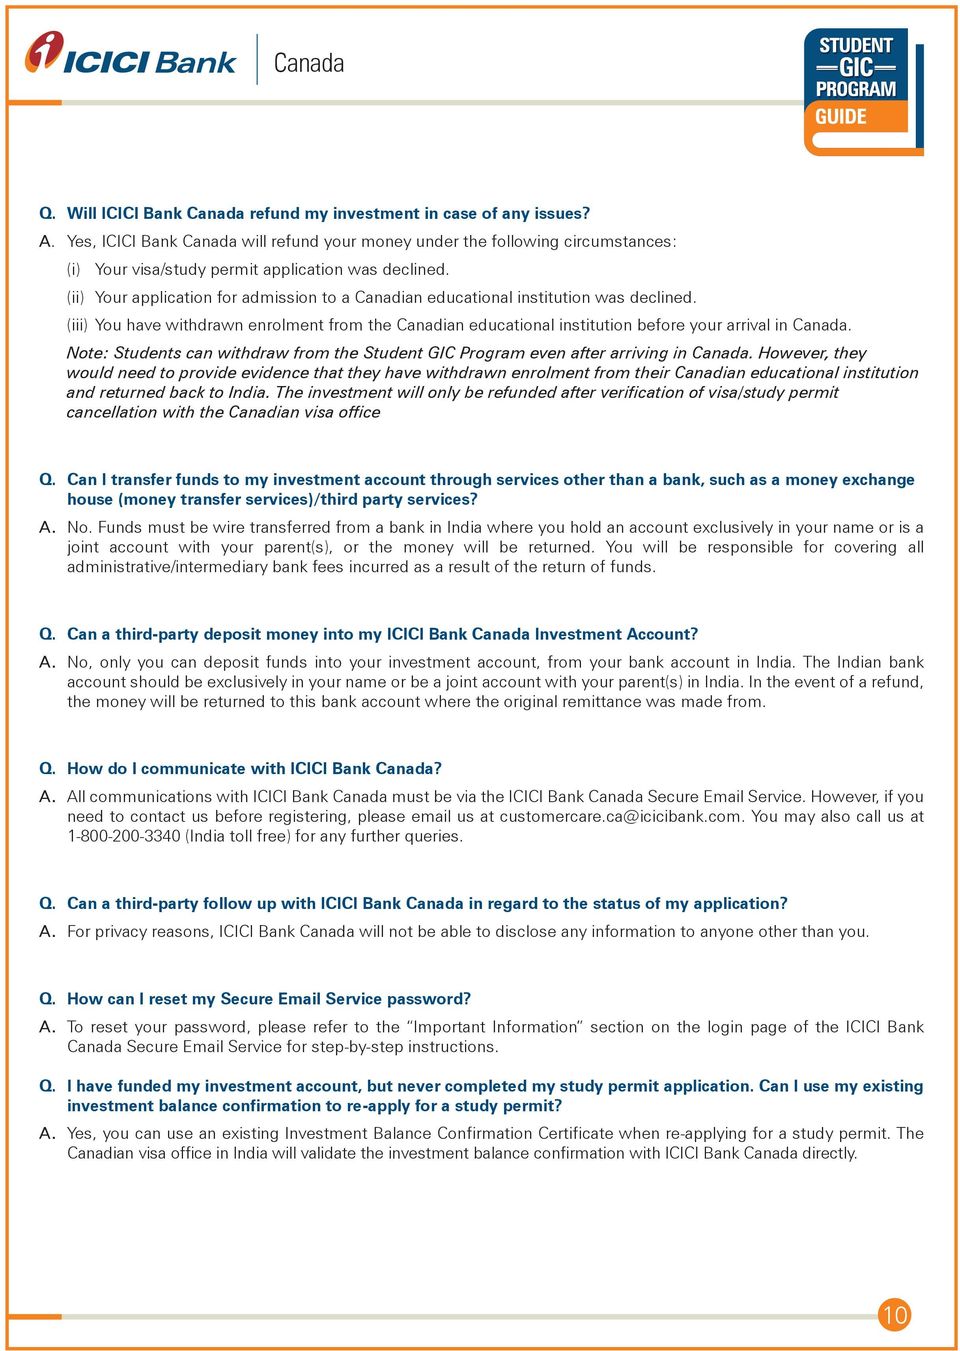 ICICI Bank
Canada
STUDENT
GIC
PROGRAM
GUIDE
Q. Will ICICI Bank Canada refund my investment in case of any issues?
A. Yes, ICICI Bank Canada will refund your money under the following circumstances:
(i) Your visa/study permit application was declined.
(ii) Your application for admission to a Canadian educational institution was declined.
(iii) You have withdrawn enrolment from the Canadian educational institution before your arrival in Canada.
Note: Students can withdraw from the Student GIC Program even after arriving in Canada. However, they
would need to provide evidence that they have withdrawn enrolment from their Canadian educational institution
and returned back to India. The investment will only be refunded after verification of visa/study permit
cancellation with the Canadian visa office
Q. Can I transfer funds to my investment account through services other than a bank, such as a money exchange
house (money transfer services)/third party services?
A. No. Funds must be wire transferred from a bank in India where you hold an account exclusively in your name or is a
joint account with your parent(s), or the money will be returned. You will be responsible for covering all
administrative/intermediary bank fees incurred as a result of the return of funds.
Q. Can a third-party deposit money into my ICICI Bank Canada Investment Account?
A. No, only you can deposit funds into your investment account, from your bank account in India. The Indian bank
account should be exclusively in your name or be a joint account with your parent(s) in India. In the event of a refund,
the money will be returned to this bank account where the original remittance was made from.
Q. How do I communicate with ICICI Bank Canada?
A. All communications with ICICI Bank Canada must be via the ICICI Bank Canada Secure Email Service. However, if you
need to contact us before registering, please email us at customercare.ca@icicibank.com. You may also call us at
1-800-200-3340 (India toll free) for any further queries.
Q. Can a third-party follow up with ICICI Bank Canada in regard to the status of my application?
A. For privacy reasons, ICICI Bank Canada will not be able to disclose any information to anyone other than you.
Q. How can I reset my Secure Email Service password?
A. To reset your password, please refer to the “Important Information” section on the login page of the ICICI Bank
Canada Secure Email Service for step-by-step instructions.
Q. I have funded my investment account, but never completed my study permit application. Can I use my existing
investment balance confirmation to re-apply for a study permit?
A. Yes, you can use an existing Investment Balance Confirmation Certificate when re-applying for a study permit. The
Canadian visa office in India will validate the investment balance confirmation with ICICI Bank Canada directly.
10